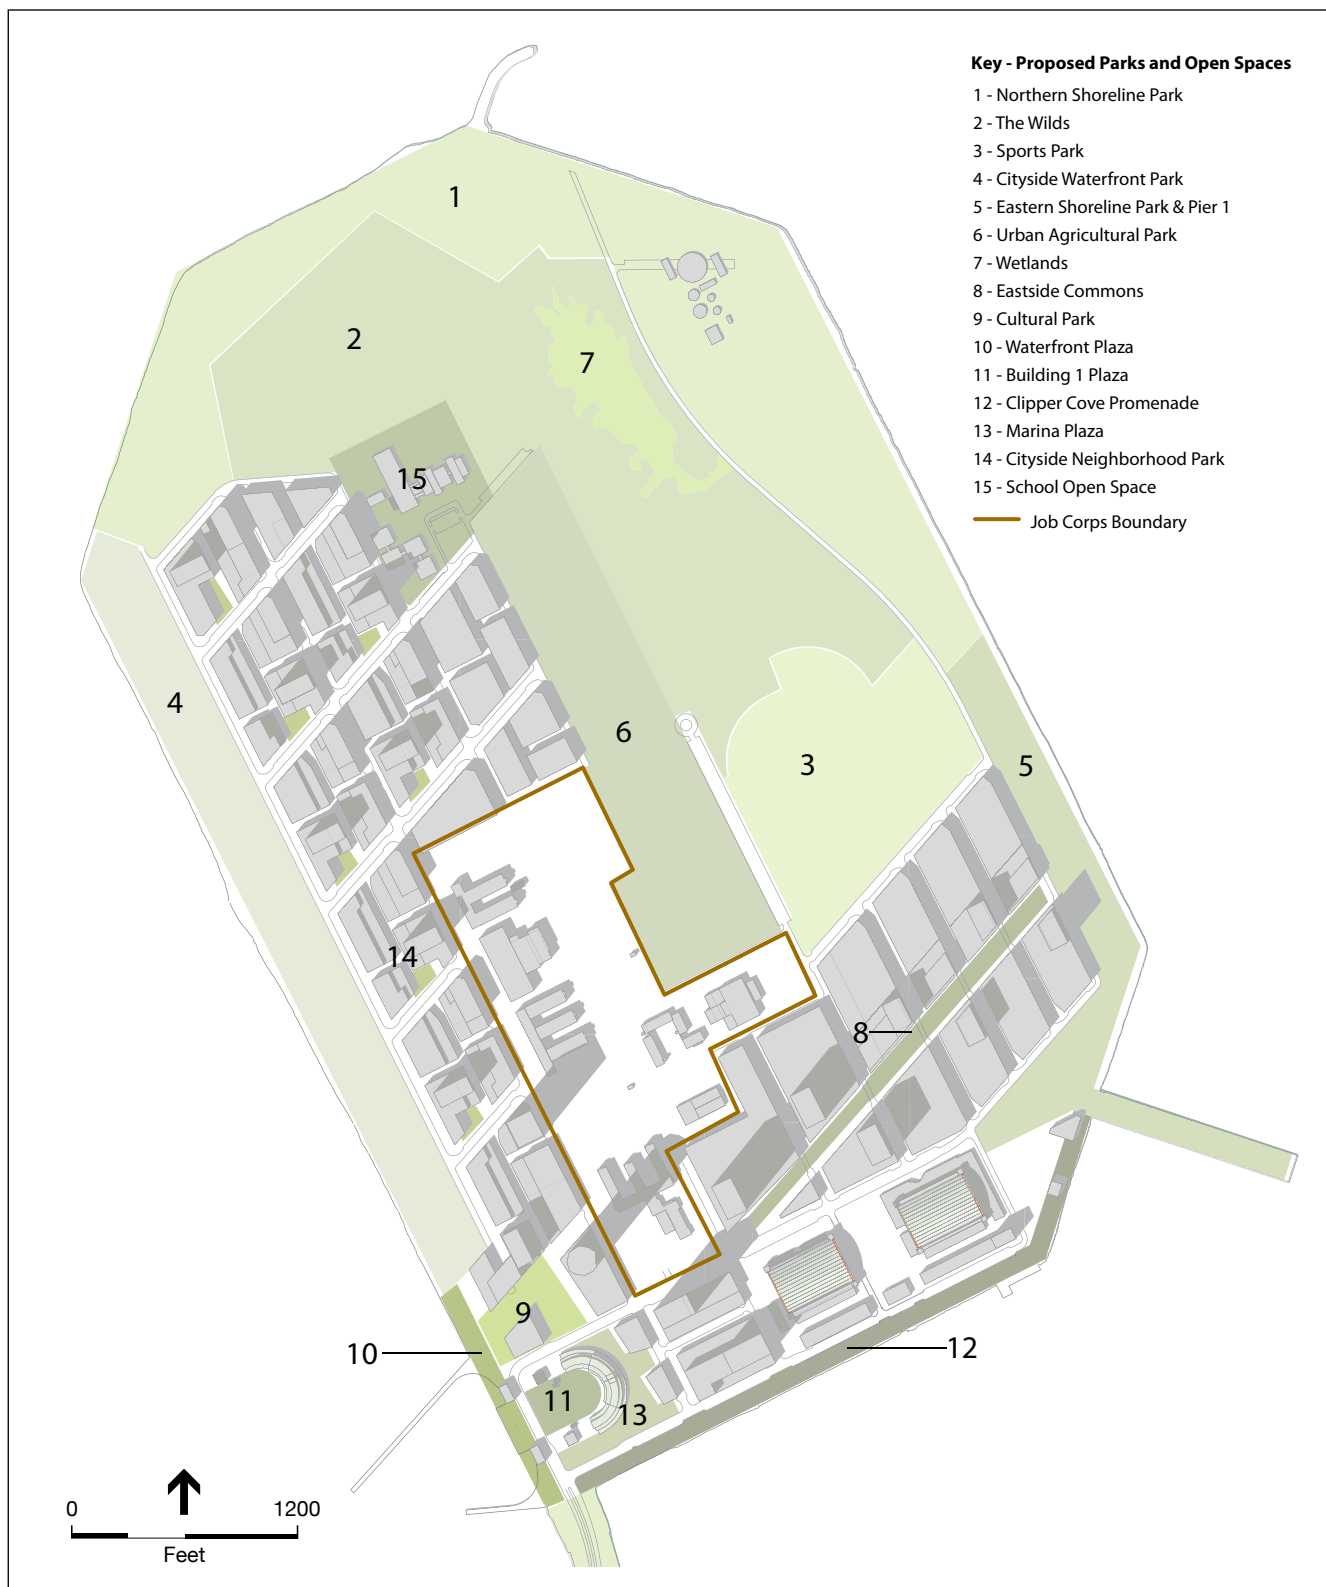 Key - Proposed Parks and Open Spaces
1 - Northern Shoreline Park
2 - The Wilds
3 - Sports Park
4 - Cityside Waterfront Park
5 - Eastern Shoreline Park & Pier 1
6 - Urban Agricultural Park
7 - Wetlands
8 - Eastside Commons
9 - Cultural Park
10 - Waterfront Plaza
11 - Building 1 Plaza
12 - Clipper Cove Promenade
13 - Marina Plaza
14 - Cityside Neighborhood Park
15 - School Open Space
Job Corps Boundary
1
2
7
15
4
6
3
5
14
8
9
10
12
11
13
0 1200
Feet